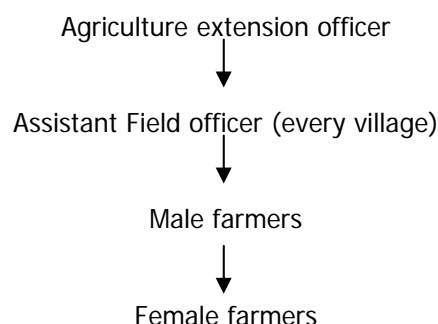 Agriculture extension officer
Assistant Field officer (every village)
Male farmers
Female farmers